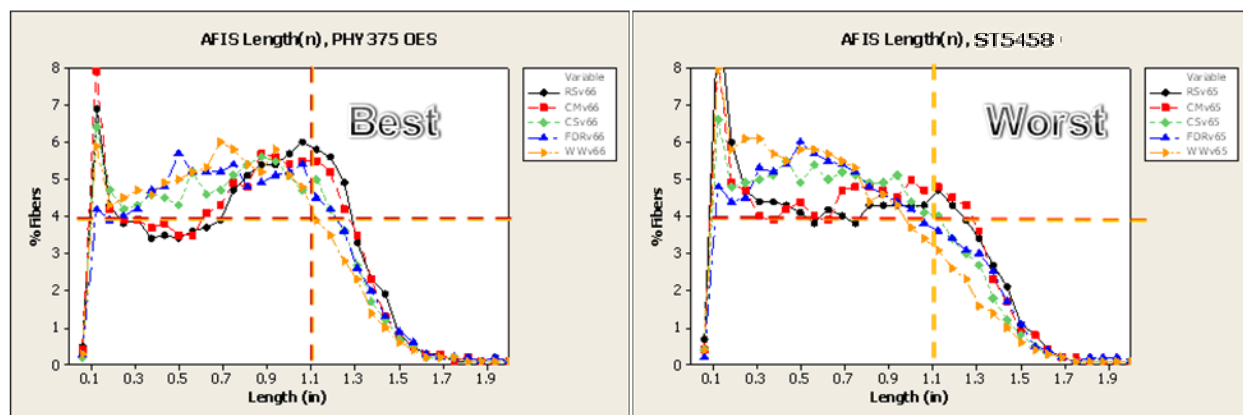 AFIS Length(n), PHY 375 OES
8
7
6
5
4
3
2
1
0
%Fibers
0.1 0.3 0.5 0.7 0.9 1.1 1.3 1.5 1.7 1.9
Length (in)
Best
Variable
RSv66
CMv66
CSv66
FDRv66
WWv66
AFIS Length(n), ST5458
8
7
6
5
4
3
2
1
0
%Fibers
0.1 0.3 0.5 0.7 0.9 1.1 1.3 1.5 1.7 1.9
Length (in)
Worst
Variable
RSv65
CMv65
CSv65
FDRv65
WWv65